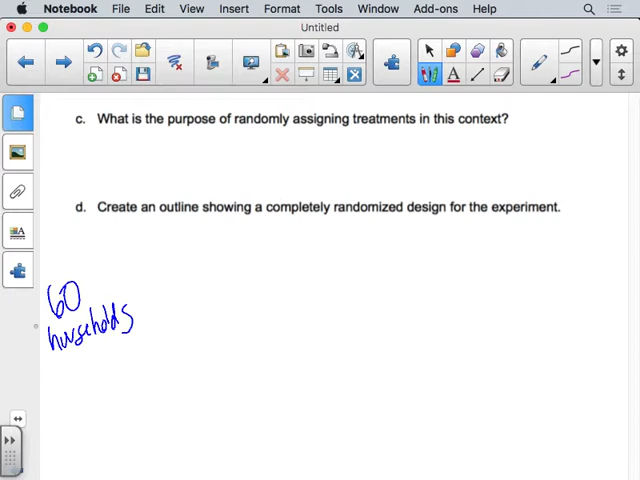 Notebook File Edit View Insert Format Tools Window Add-ons Help
Untitled
c. What is the purpose of randomly assigning treatments in this context?
d. Create an outline showing a completely randomized design for the experiment.
60
households